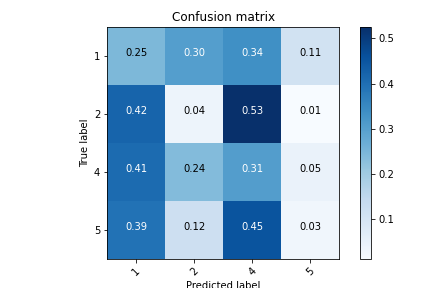 Confusion matrix
1 0.25 0.30 0.34 0.11
2 0.42 0.04 0.53 0.01
4 0.41 0.24 0.31 0.05
5 0.39 0.12 0.45 0.03
1 2 4 5
True label
Predicted label
0.5
0.4
0.3
0.2
0.1